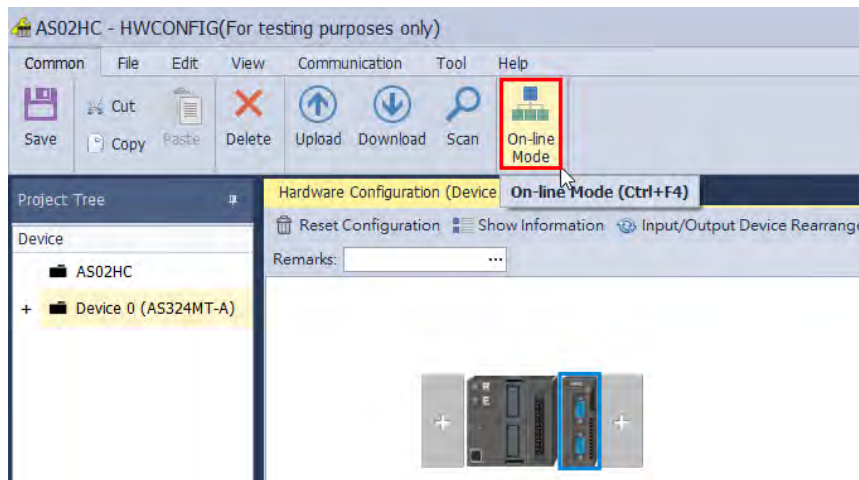 AS02HC - HWCONFIG(For testing purposes only)
Common File Edit View Communication Tool Help
Save Cut Copy Paste Delete Upload Download Scan On-line Mode
On-line Mode (Ctrl+F4)
Project Tree
Hardware Configuration (Device
Reset Configuration Show Information Input/Output Device Rearrange
Device
Remarks: ...
AS02HC
+ Device 0 (AS324MT-A)
R
E
+ +